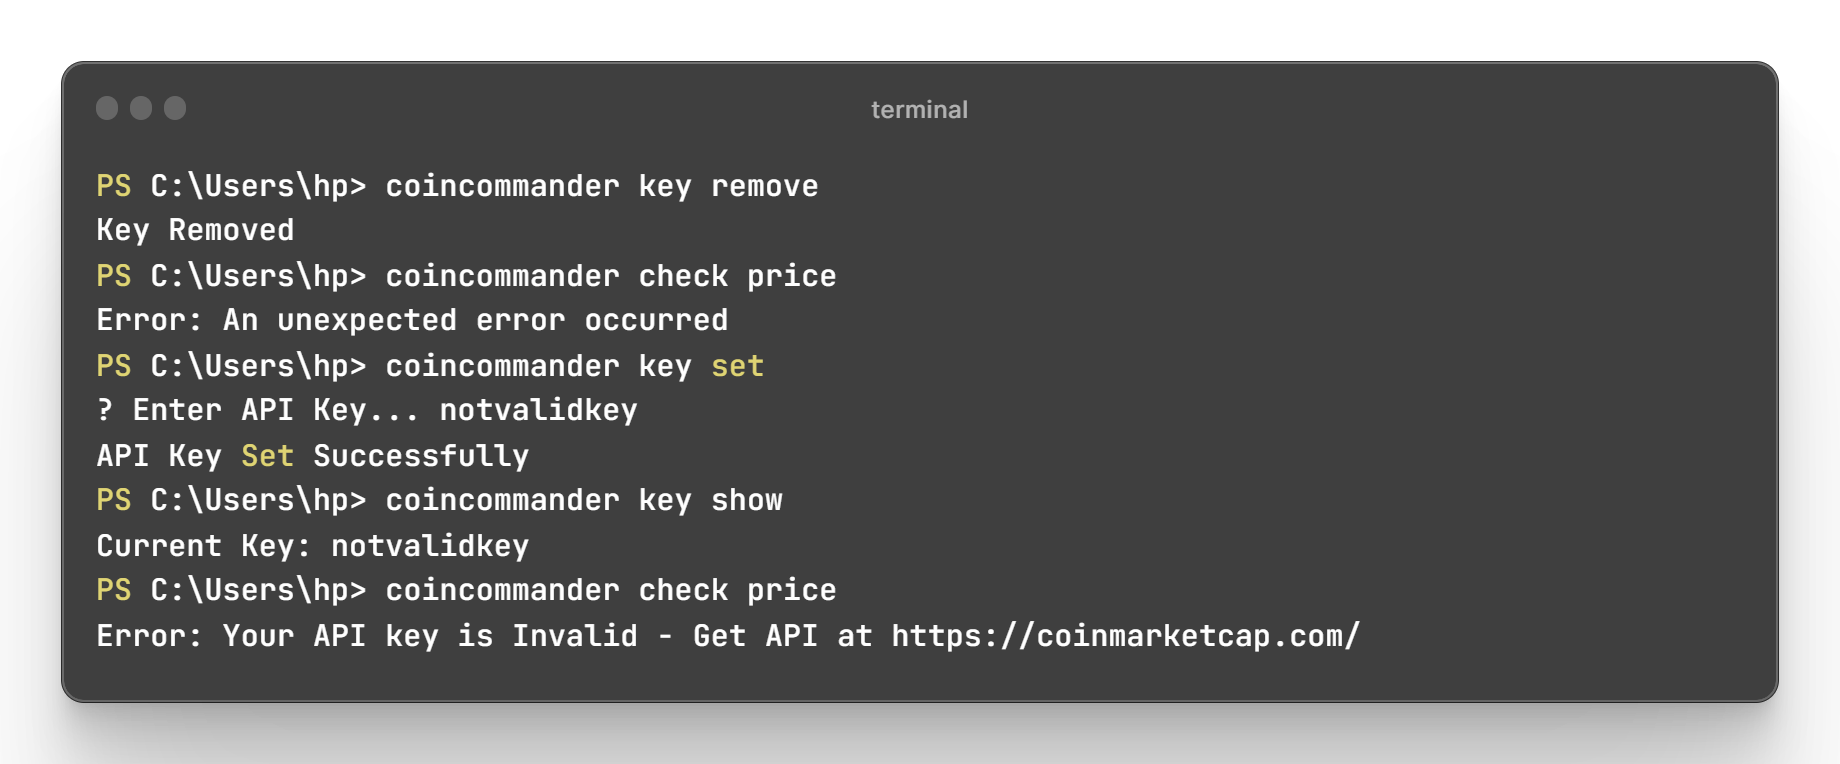 terminal
PS C:\Users\hp> coincommander key remove
Key Removed
PS C:\Users\hp> coincommander check price
Error: An unexpected error occurred
PS C:\Users\hp> coincommander key set
? Enter API Key... notvalidkey
API Key Set Successfully
PS C:\Users\hp> coincommander key show
Current Key: notvalidkey
PS C:\Users\hp> coincommander check price
Error: Your API key is Invalid - Get API at https://coinmarketcap.com/